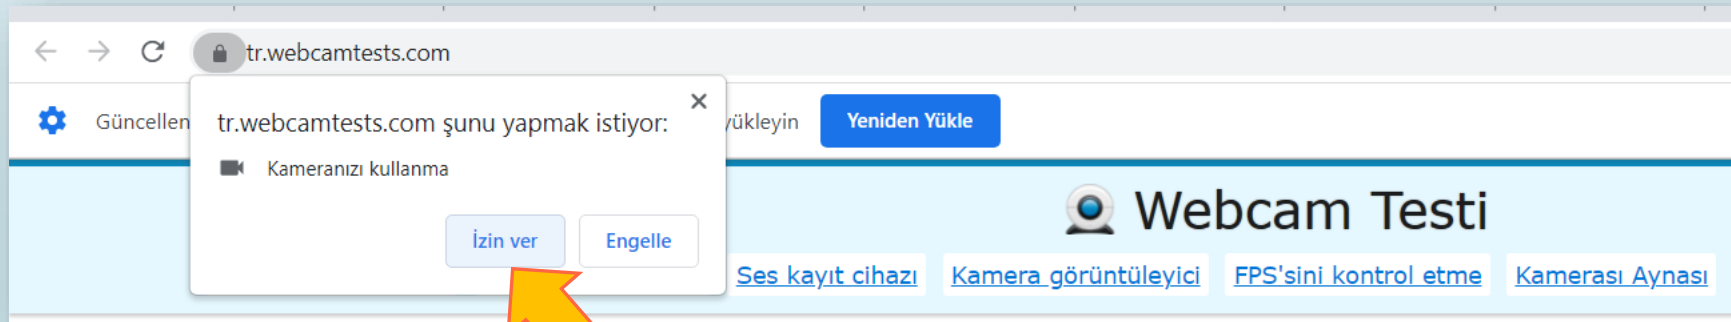 tr.webcamtests.com
Güncellen
yükleyin
Yeniden Yükle
tr.webcamtests.com şunu yapmak istiyor:
Kameranızı kullanma
İzin ver
Engelle
Webcam Testi
Ses kayıt cihazı
Kamera görüntüleyici
FPS'sini kontrol etme
Kamerası Aynası